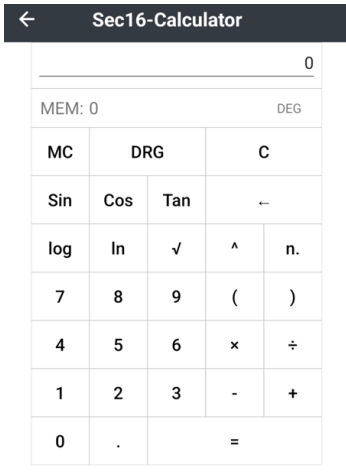 ← Sec16-Calculator
0
MEM: 0 DEG
MC DRG C
Sin Cos Tan ←
log ln √ ^ n.
7 8 9 ( )
4 5 6 × ÷
1 2 3 - +
0 . =